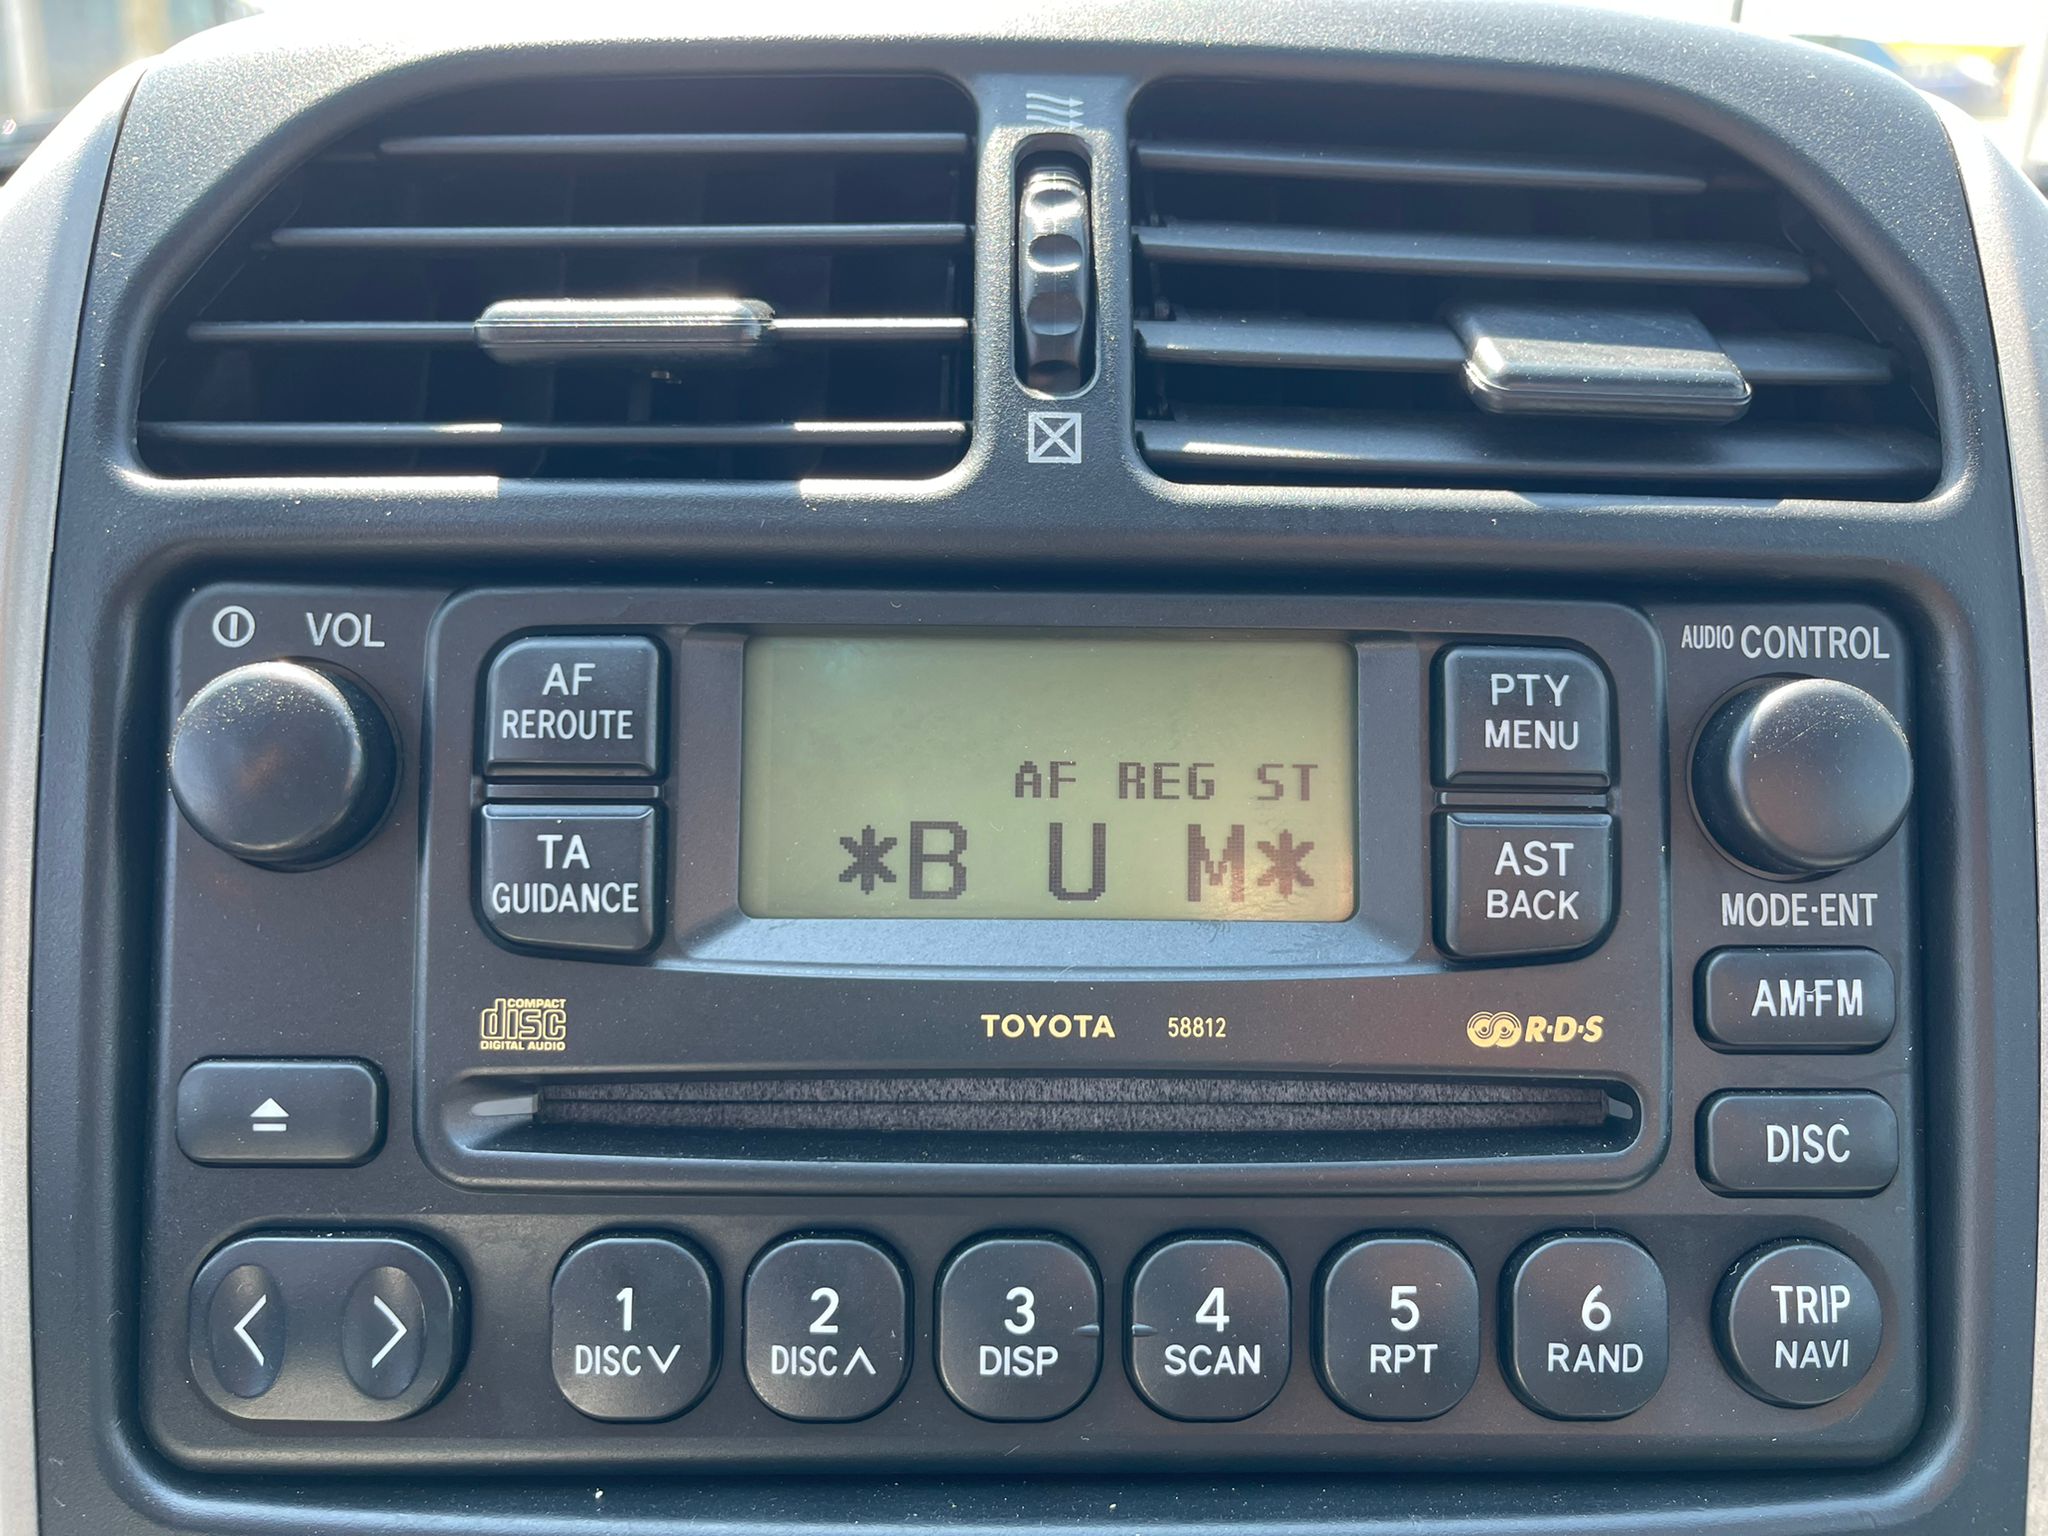 VOL
AUDIO CONTROL
AF
REROUTE
PTY
MENU
AF REG ST
*B U M*
TA
GUIDANCE
AST
BACK
MODE·ENT
AM·FM
COMPACT
disc
DIGITAL AUDIO
TOYOTA 58812
R·D·S
DISC
1
DISC
2
DISC
3
DISP
4
SCAN
5
RPT
6
RAND
TRIP
NAVI